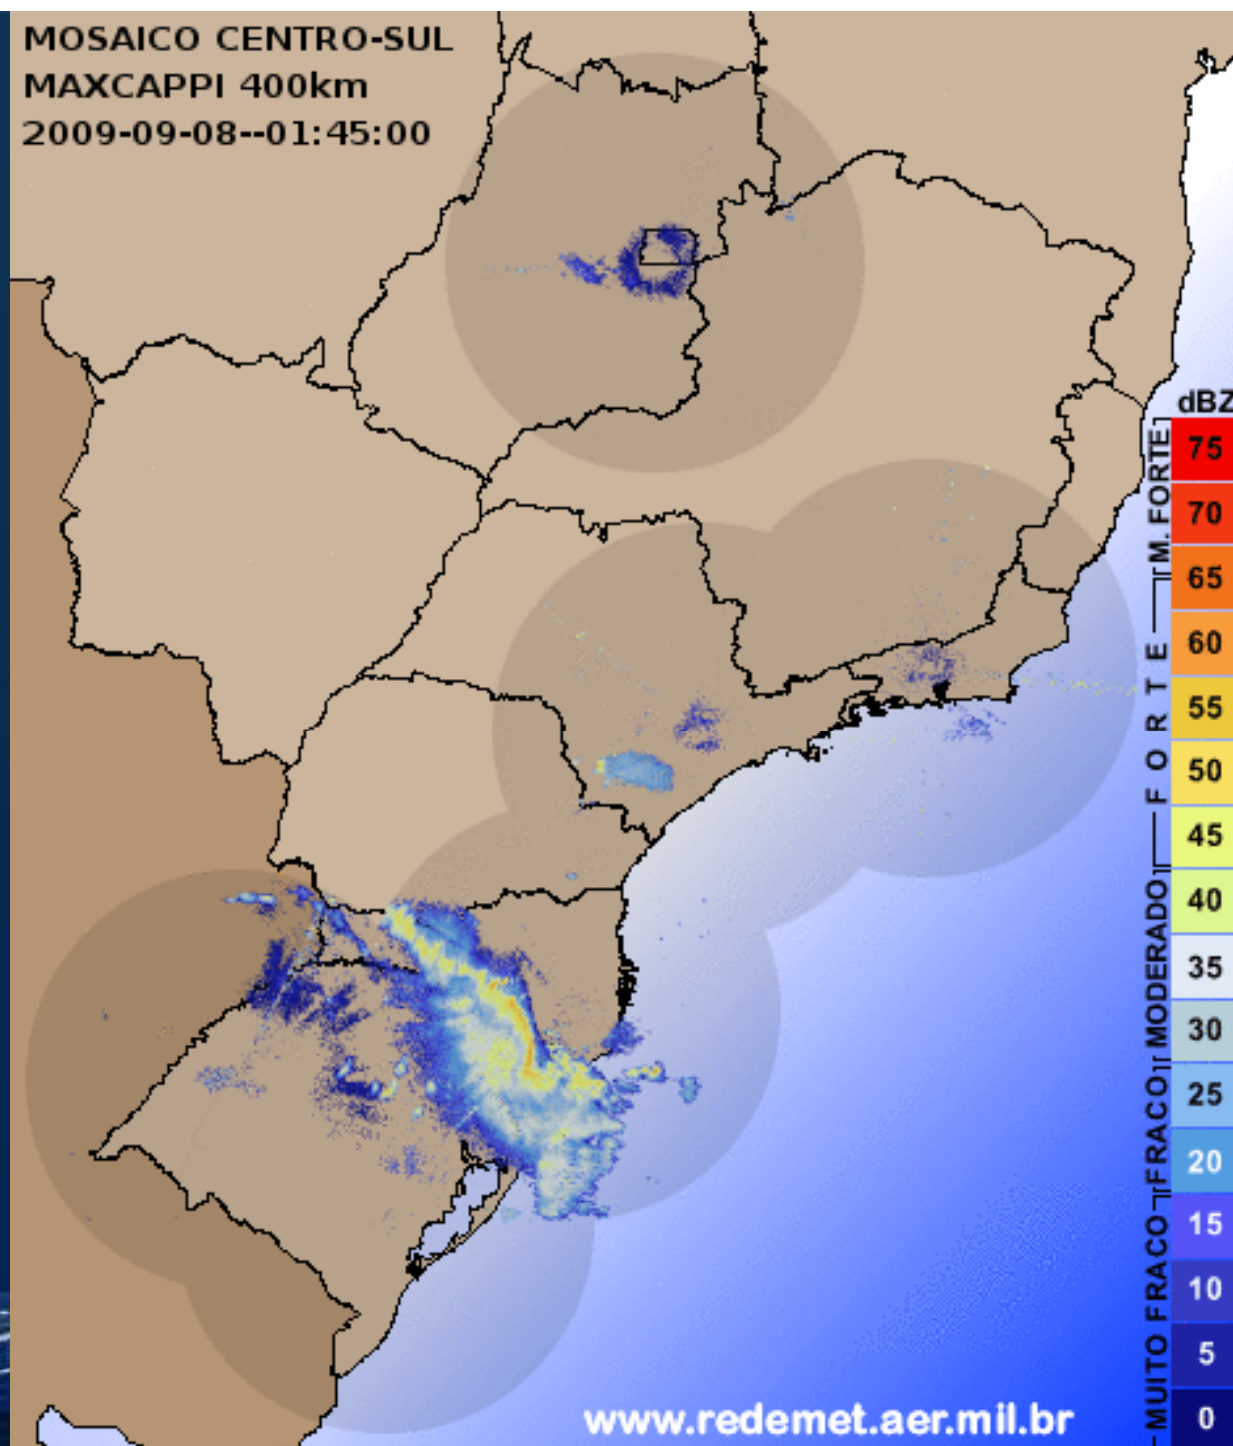 MOSAICO CENTRO-SUL
MAXCAPPI 400km
2009-09-08--01:45:00
dBZ
75
70
65
60
55
50
45
40
35
30
25
20
15
10
5
0
M. FORTE
FORTE
MODERADO
FRACO
MUITO FRACO
www.redemet.aer.mil.br